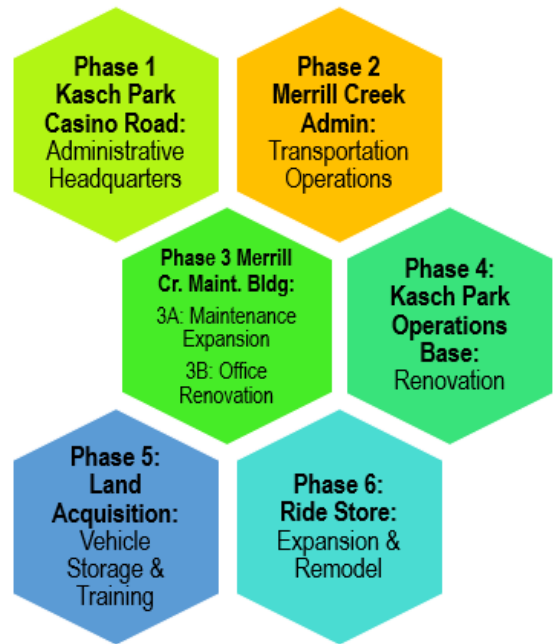 Phase 1
Kasch Park
Casino Road:
Administrative
Headquarters
Phase 2
Merrill Creek
Admin:
Transportation
Operations
Phase 3 Merrill
Cr. Maint. Bldg:
3A: Maintenance
Expansion
3B: Office
Renovation
Phase 4:
Kasch Park
Operations
Base:
Renovation
Phase 5:
Land
Acquisition:
Vehicle
Storage &
Training
Phase 6:
Ride Store:
Expansion &
Remodel